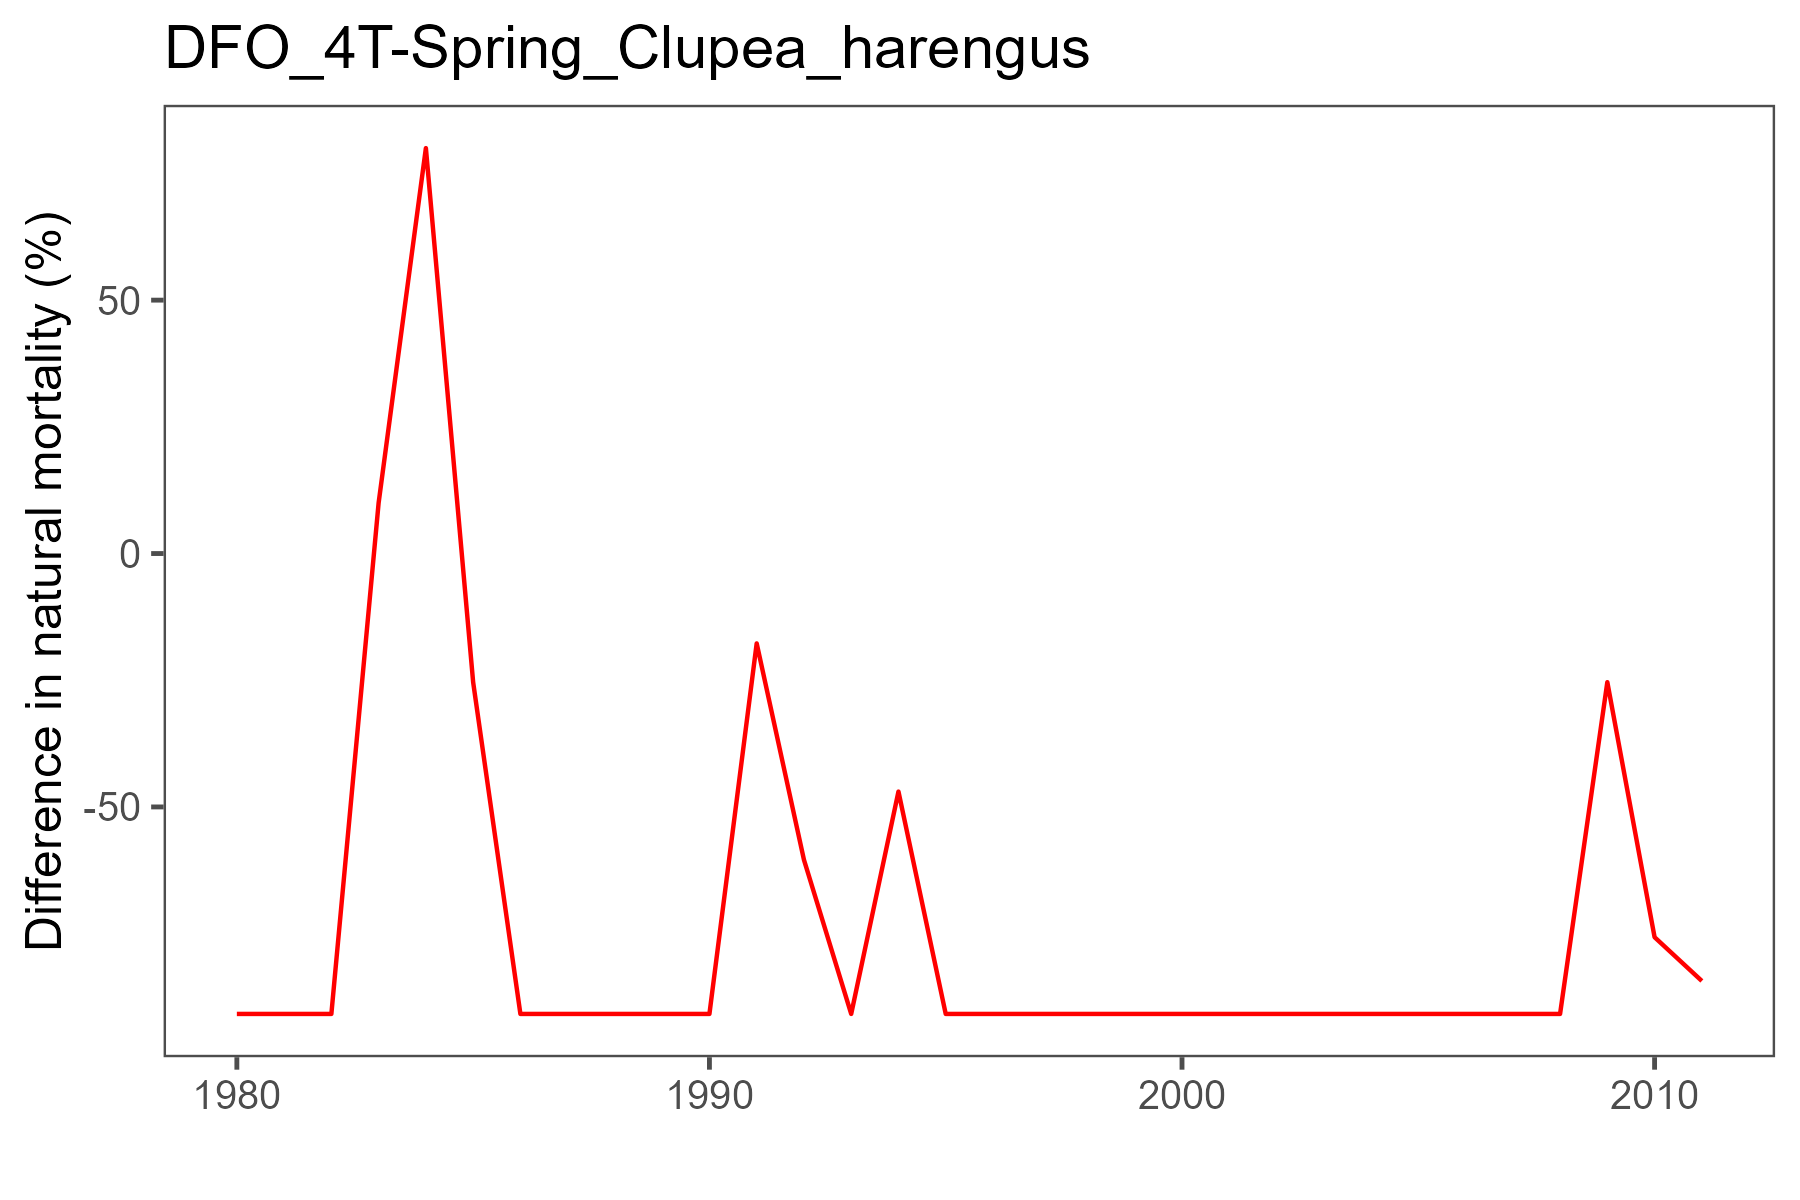 DFO_4T-Spring_Clupea_harengus
Difference in natural mortality (%)
50
0
-50
1980 1990 2000 2010